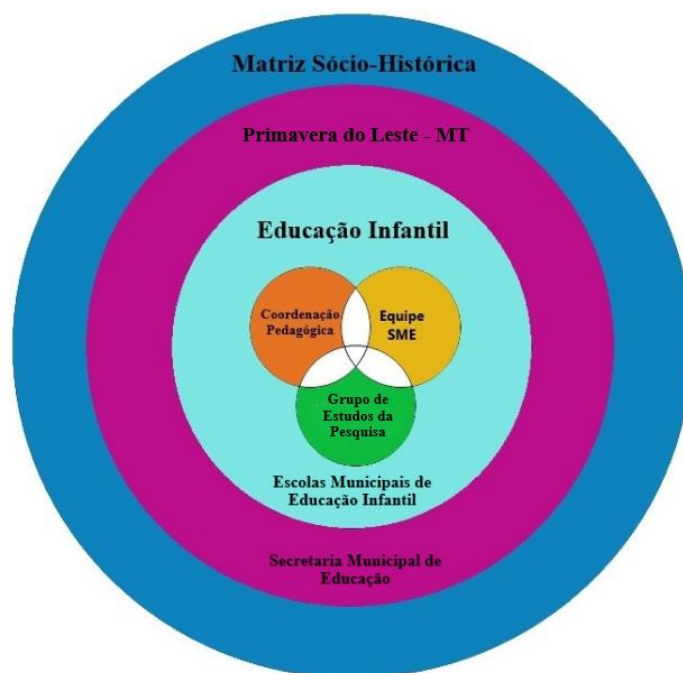 Matriz Sócio-Histórica
Primavera do Leste - MT
Educação Infantil
Coordenação
Pedagógica
Equipe
SME
Grupo de
Estudos da
Pesquisa
Escolas Municipais de
Educação Infantil
Secretaria Municipal de
Educação